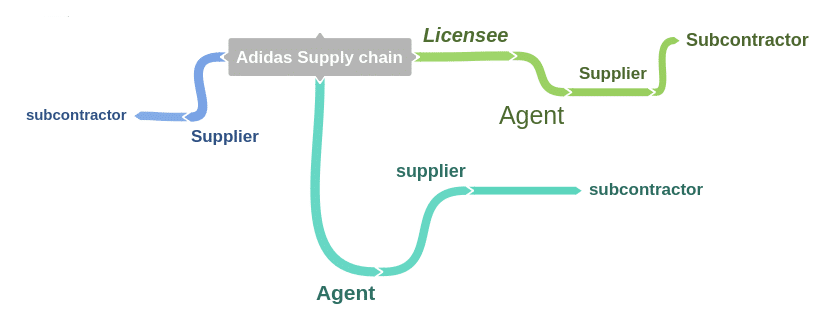 Licensee
Subcontractor
Adidas Supply chain
Supplier
subcontractor
Agent
Supplier
supplier
subcontractor
Agent